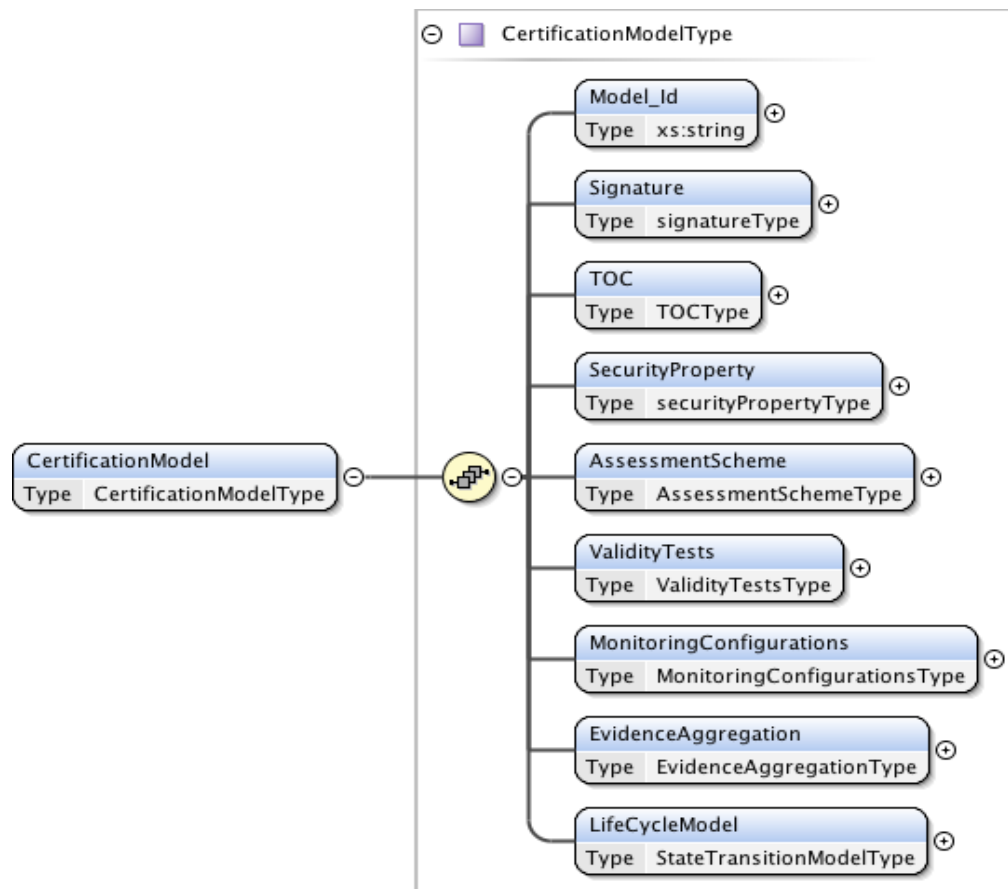 CertificationModelType
Model_Id
Type xs:string
Signature
Type signatureType
TOC
Type TOCType
SecurityProperty
Type securityPropertyType
CertificationModel
Type CertificationModelType
AssessmentScheme
Type AssessmentSchemeType
ValidityTests
Type ValidityTestsType
MonitoringConfigurations
Type MonitoringConfigurationsType
EvidenceAggregation
Type EvidenceAggregationType
LifeCycleModel
Type StateTransitionModelType